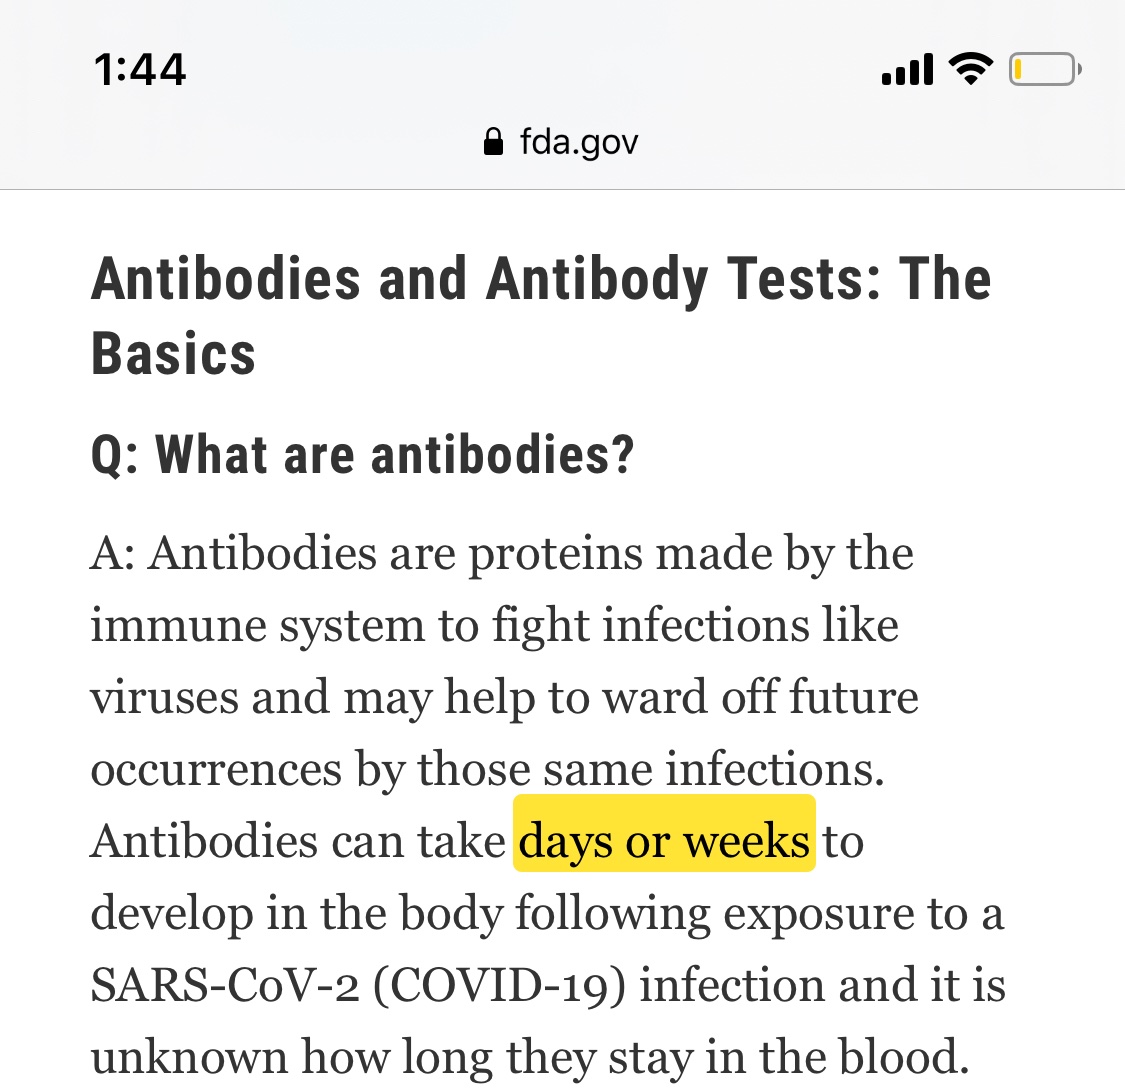 1:44
fda.gov
Antibodies and Antibody Tests: The
Basics
Q: What are antibodies?
A: Antibodies are proteins made by the
immune system to fight infections like
viruses and may help to ward off future
occurrences by those same infections.
Antibodies can take days or weeks to
develop in the body following exposure to a
SARS-CoV-2 (COVID-19) infection and it is
unknown how long they stay in the blood.